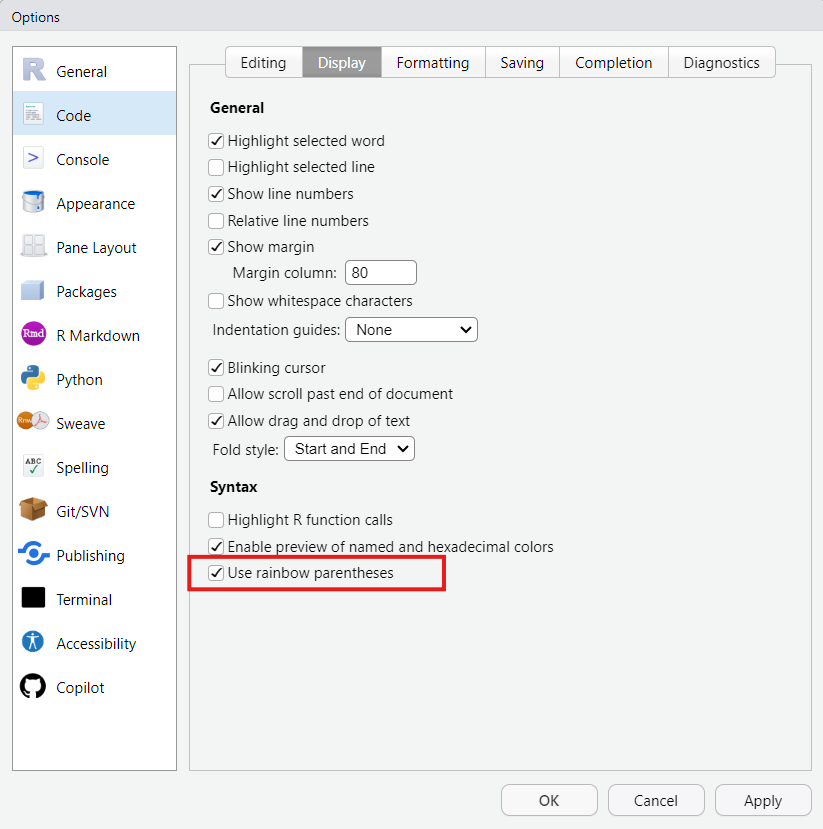 Options
General
Code
Console
Appearance
Pane Layout
Packages
Rmd R Markdown
Python
Rnw Sweave
ABC Spelling
Git/SVN
Publishing
Terminal
Accessibility
Copilot
Editing Display Formatting Saving Completion Diagnostics
General
Highlight selected word
Highlight selected line
Show line numbers
Relative line numbers
Show margin
Margin column: 80
Show whitespace characters
Indentation guides: None
Blinking cursor
Allow scroll past end of document
Allow drag and drop of text
Fold style: Start and End
Syntax
Highlight R function calls
Enable preview of named and hexadecimal colors
Use rainbow parentheses
OK Cancel Apply